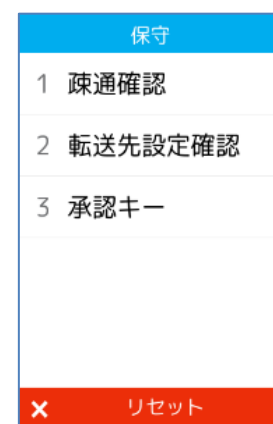 保守
1 疎通確認
2 転送先設定確認
3 承認キー
× リセット